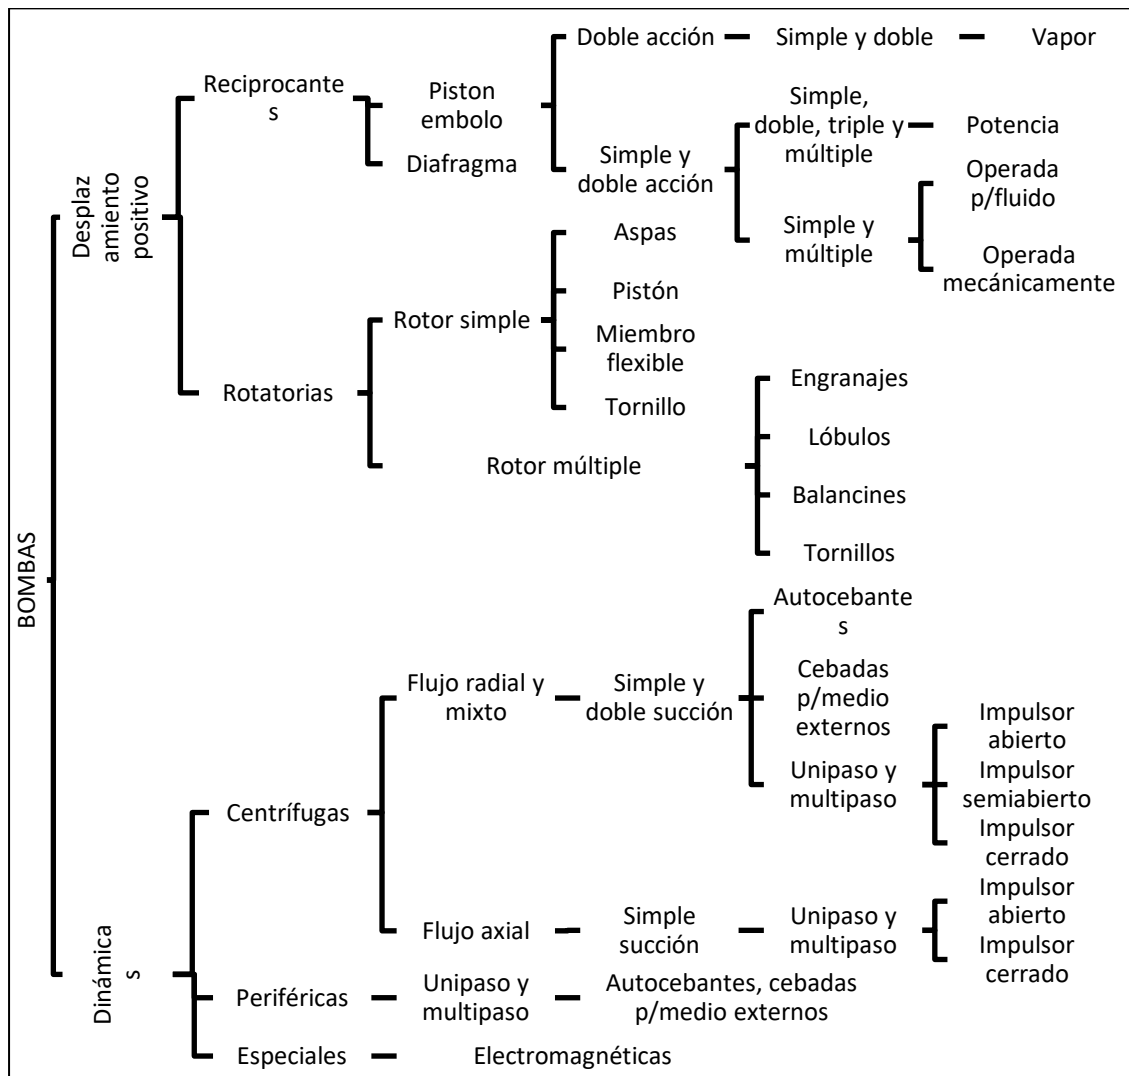 BOMBAS
Desplaz
amiento
positivo
Reciprocante
s
Piston
embolo
Doble acción
Simple y doble
Vapor
Simple y
doble acción
Simple,
doble, triple y
múltiple
Potencia
Simple y
múltiple
Operada
p/fluido
Operada
mecánicamente
Diafragma
Rotatorias
Rotor simple
Aspas
Pistón
Miembro
flexible
Tornillo
Rotor múltiple
Engranajes
Lóbulos
Balancines
Tornillos
Dinámica
s
Centrífugas
Flujo radial y
mixto
Simple y
doble succión
Autocebante
s
Cebadas
p/medio
externos
Unipaso y
multipaso
Impulsor
abierto
Impulsor
semiabierto
Impulsor
cerrado
Flujo axial
Simple
succión
Unipaso y
multipaso
Impulsor
abierto
Impulsor
cerrado
Periféricas
Unipaso y
multipaso
Autocebantes, cebadas
p/medio externos
Especiales
Electromagnéticas